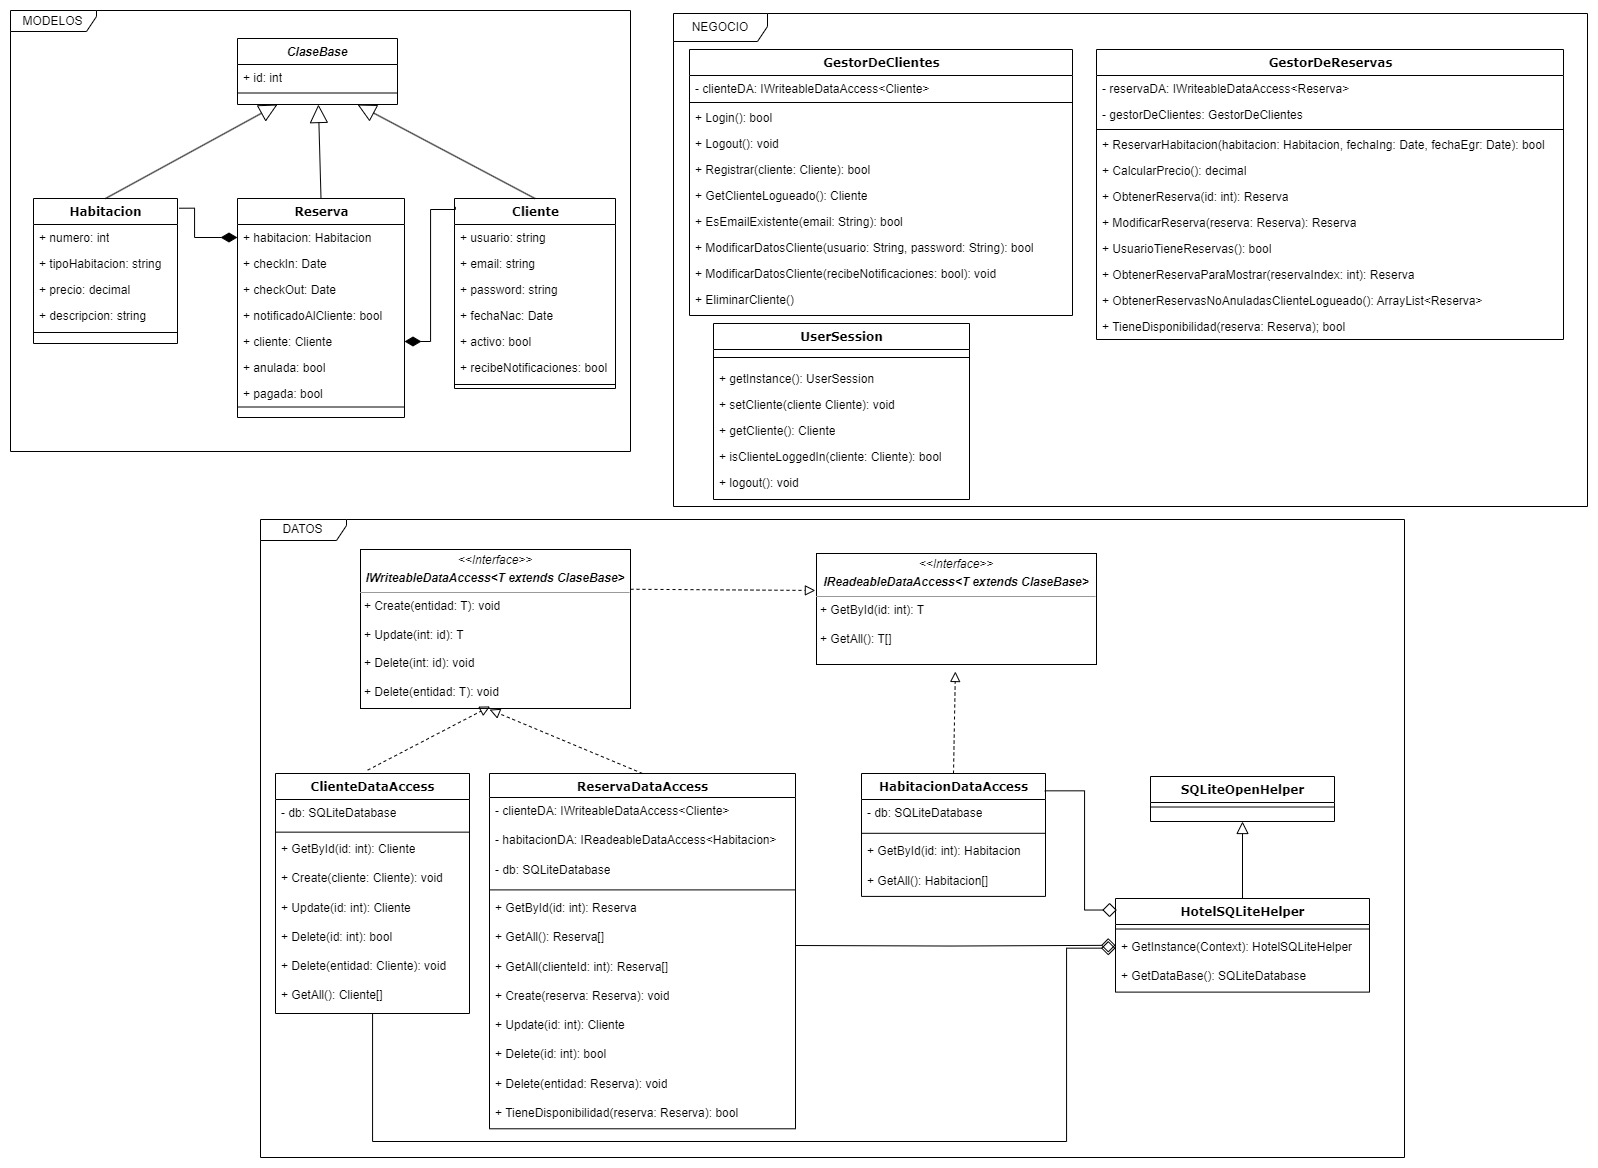 MODELOS
ClaseBase
+ id: int
Habitacion
+ numero: int
+ tipoHabitacion: string
+ precio: decimal
+ descripcion: string
Reserva
+ habitacion: Habitacion
+ checkIn: Date
+ checkOut: Date
+ notificadoAlCliente: bool
+ cliente: Cliente
+ anulada: bool
+ pagada: bool
Cliente
+ usuario: string
+ email: string
+ password: string
+ fechaNac: Date
+ activo: bool
+ recibeNotificaciones: bool
NEGOCIO
GestorDeClientes
- clienteDA: IWriteableDataAccess<Cliente>
+ Login(): bool
+ Logout(): void
+ Registrar(cliente: Cliente): bool
+ GetClienteLogueado(): Cliente
+ EsEmailExistente(email: String): bool
+ ModificarDatosCliente(usuario: String, password: String): bool
+ ModificarDatosCliente(recibeNotificaciones: bool): void
+ EliminarCliente()
GestorDeReservas
- reservaDA: IWriteableDataAccess<Reserva>
- gestorDeClientes: GestorDeClientes
+ ReservarHabitacion(habitacion: Habitacion, fechaIng: Date, fechaEgr: Date): bool
+ CalcularPrecio(): decimal
+ ObtenerReserva(id: int): Reserva
+ ModificarReserva(reserva: Reserva): Reserva
+ UsuarioTieneReservas(): bool
+ ObtenerReservaParaMostrar(reservaIndex: int): Reserva
+ ObtenerReservasNoAnuladasClienteLogueado(): ArrayList<Reserva>
+ TieneDisponibilidad(reserva: Reserva); bool
UserSession
+ getInstance(): UserSession
+ setCliente(cliente Cliente): void
+ getCliente(): Cliente
+ isClienteLoggedIn(cliente: Cliente): bool
+ logout(): void
DATOS
<<Interface>>
IWriteableDataAccess<T extends ClaseBase>
+ Create(entidad: T): void
+ Update(int: id): T
+ Delete(int: id): void
+ Delete(entidad: T): void
<<Interface>>
IReadeableDataAccess<T extends ClaseBase>
+ GetById(id: int): T
+ GetAll(): T[]
ClienteDataAccess
- db: SQLiteDatabase
+ GetById(id: int): Cliente
+ Create(cliente: Cliente): void
+ Update(id: int): Cliente
+ Delete(id: int): bool
+ Delete(entidad: Cliente): void
+ GetAll(): Cliente[]
ReservaDataAccess
- clienteDA: IWriteableDataAccess<Cliente>
- habitacionDA: IReadeableDataAccess<Habitacion>
- db: SQLiteDatabase
+ GetById(id: int): Reserva
+ GetAll(): Reserva[]
+ GetAll(clienteId: int): Reserva[]
+ Create(reserva: Reserva): void
+ Update(id: int): Cliente
+ Delete(id: int): bool
+ Delete(entidad: Reserva): void
+ TieneDisponibilidad(reserva: Reserva): bool
HabitacionDataAccess
- db: SQLiteDatabase
+ GetById(id: int): Habitacion
+ GetAll(): Habitacion[]
SQLiteOpenHelper
HotelSQLiteHelper
+ GetInstance(Context): HotelSQLiteHelper
+ GetDataBase(): SQLiteDatabase